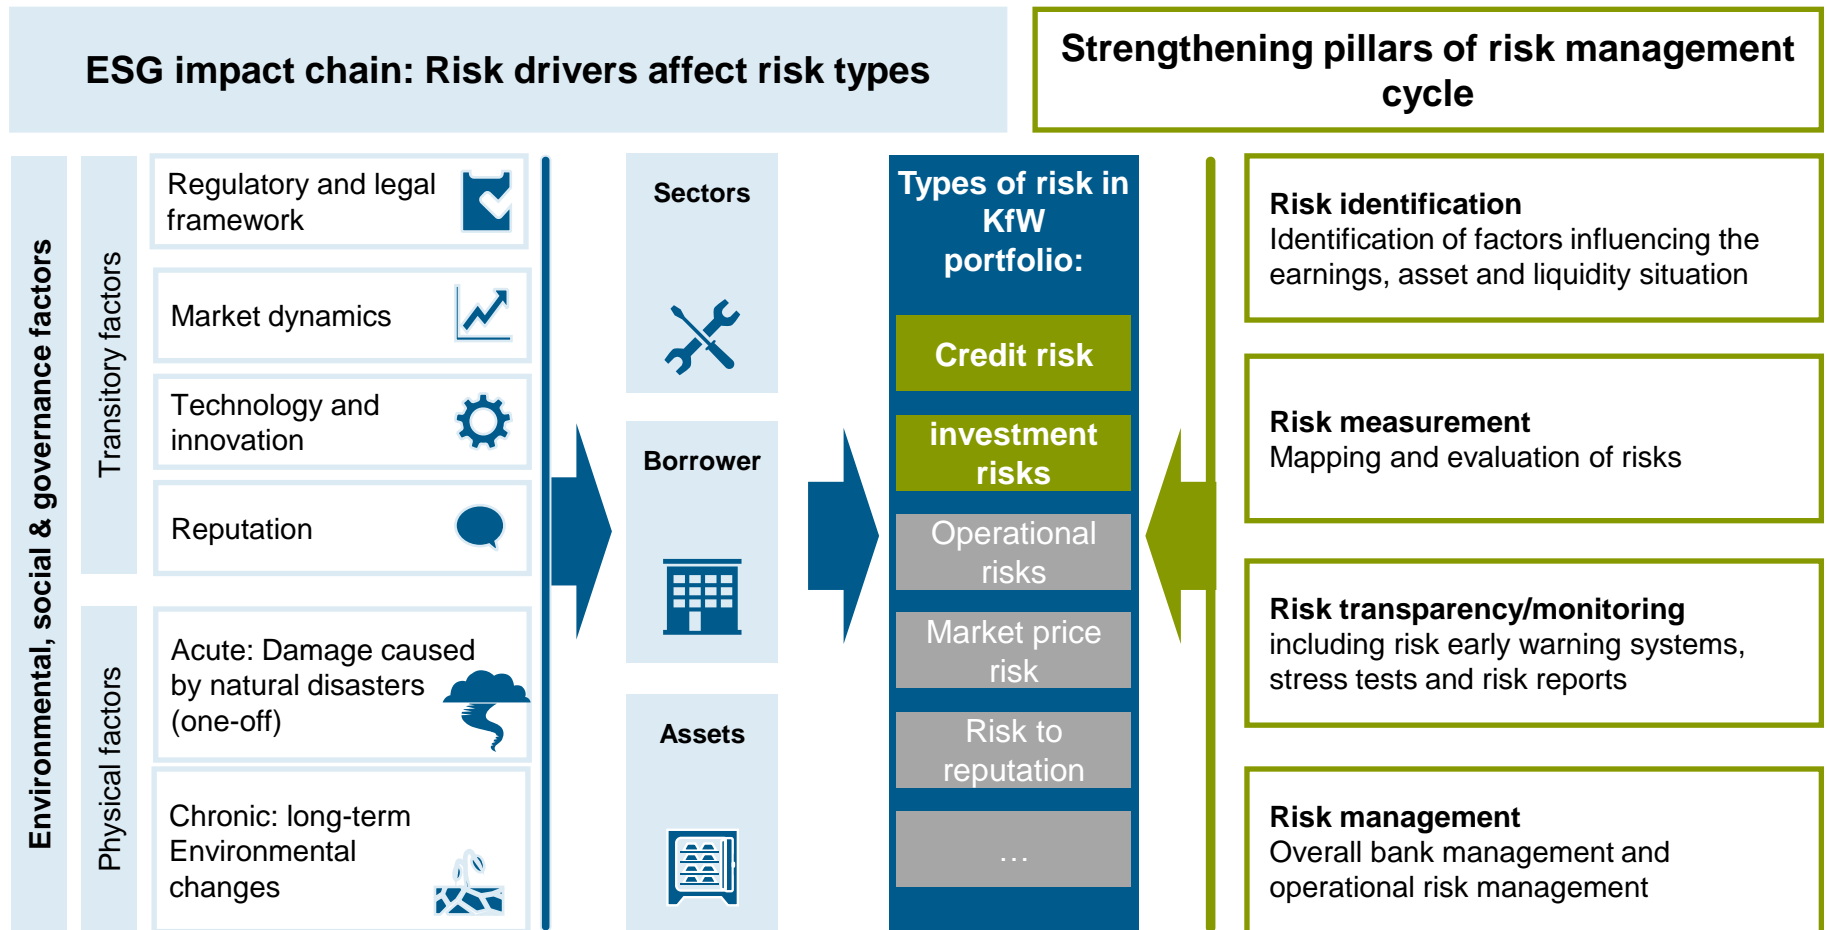 ESG impact chain: Risk drivers affect risk types
Strengthening pillars of risk management
cycle
Environmental, social & governance factors
Transitory factors
Regulatory and legal
framework
Market dynamics
Technology and
innovation
Reputation
Physical factors
Acute: Damage caused
by natural disasters
(one-off)
Chronic: long-term
Environmental
changes
Sectors
Borrower
Assets
Types of risk in
KfW
portfolio:
Credit risk
investment
risks
Operational
risks
Market price
risk
Risk to
reputation
…
Risk identification
Identification of factors influencing the
earnings, asset and liquidity situation
Risk measurement
Mapping and evaluation of risks
Risk transparency/monitoring
including risk early warning systems,
stress tests and risk reports
Risk management
Overall bank management and
operational risk management